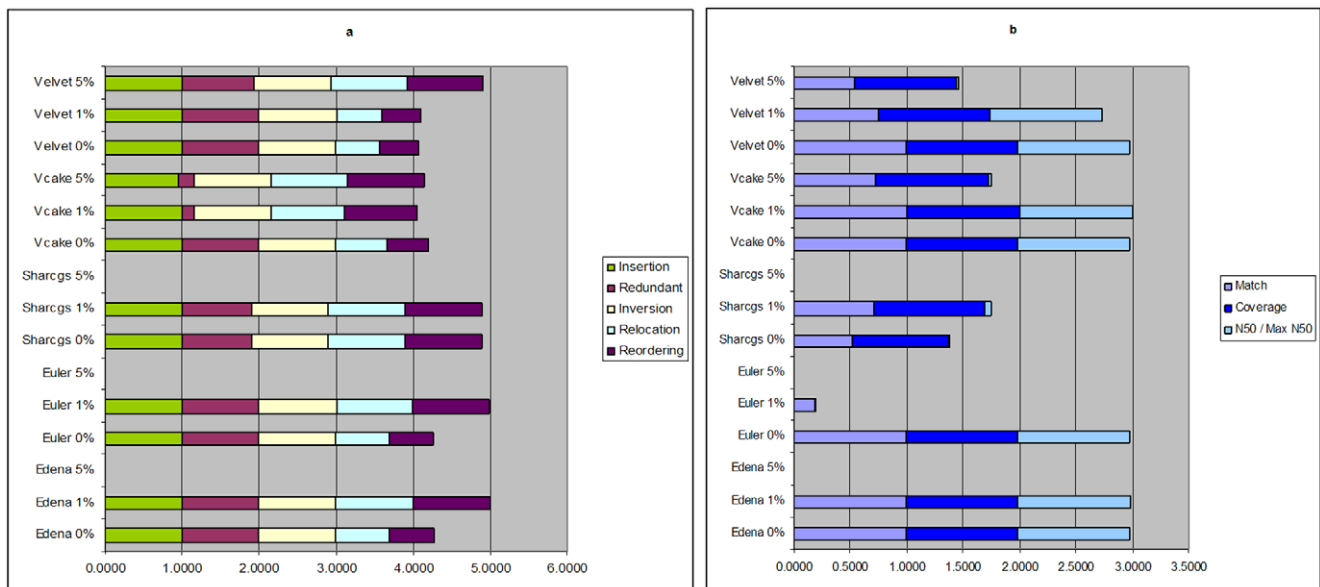 a
Velvet 5%
Velvet 1%
Velvet 0%
Vcake 5%
Vcake 1%
Vcake 0%
Sharcgs 5%
Sharcgs 1%
Sharcgs 0%
Euler 5%
Euler 1%
Euler 0%
Edena 5%
Edena 1%
Edena 0%
0.0000 1.0000 2.0000 3.0000 4.0000 5.0000 6.0000
Insertion
Redundant
Inversion
Relocation
Reordering
b
Velvet 5%
Velvet 1%
Velvet 0%
Vcake 5%
Vcake 1%
Vcake 0%
Sharcgs 5%
Sharcgs 1%
Sharcgs 0%
Euler 5%
Euler 1%
Euler 0%
Edena 5%
Edena 1%
Edena 0%
0.0000 0.5000 1.0000 1.5000 2.0000 2.5000 3.0000 3.5000
Match
Coverage
N50 / Max N50